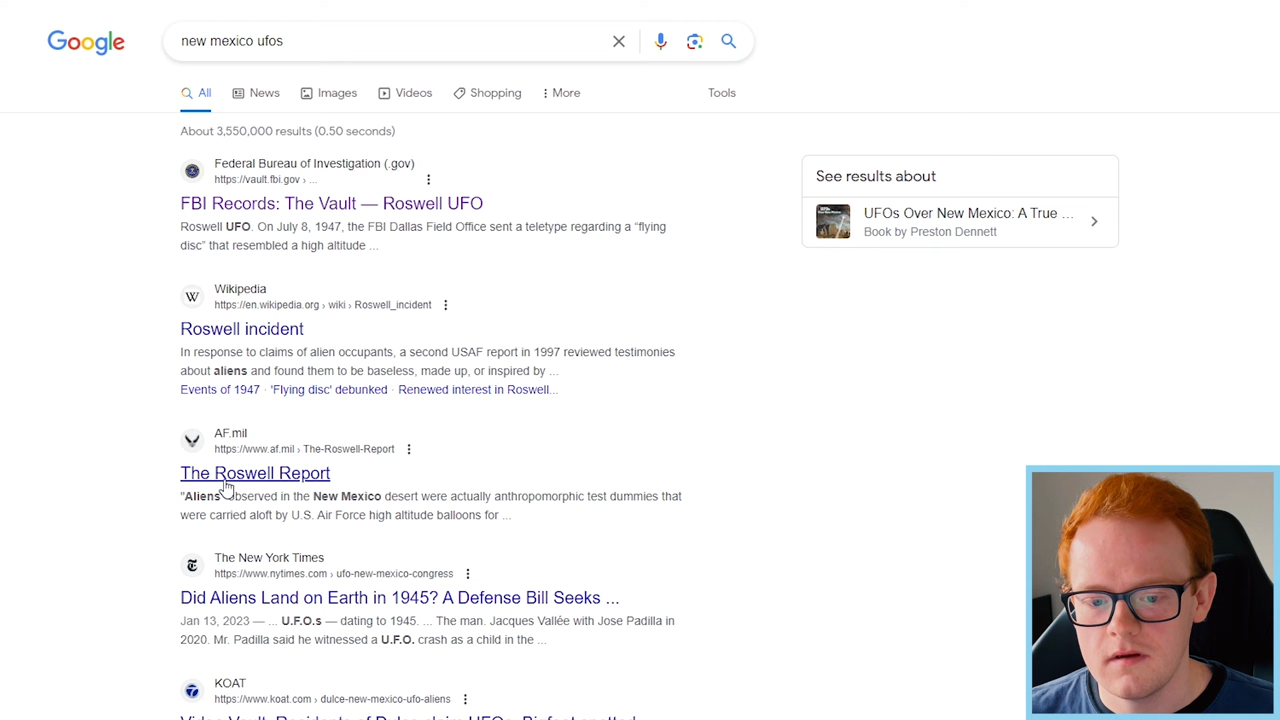 Google
new mexico ufos
All
News
Images
Videos
Shopping
More
Tools
About 3,550,000 results (0.50 seconds)
Federal Bureau of Investigation (.gov)
https://vault.fbi.gov › ...
FBI Records: The Vault — Roswell UFO
Roswell UFO. On July 8, 1947, the FBI Dallas Field Office sent a teletype regarding a “flying
disc” that resembled a high altitude ...
See results about
UFOs Over New Mexico: A True ...
Book by Preston Dennett
W
Wikipedia
https://en.wikipedia.org › wiki › Roswell_incident
Roswell incident
In response to claims of alien occupants, a second USAF report in 1997 reviewed testimonies
about aliens and found them to be baseless, made up, or inspired by ...
Events of 1947 · 'Flying disc' debunked · Renewed interest in Roswell...
AF.mil
https://www.af.mil › The-Roswell-Report
The Roswell Report
"Aliens" observed in the New Mexico desert were actually anthropomorphic test dummies that
were carried aloft by U.S. Air Force high altitude balloons for ...
The New York Times
https://www.nytimes.com › ufo-new-mexico-congress
Did Aliens Land on Earth in 1945? A Defense Bill Seeks ...
Jan 13, 2023 — ... U.F.O.s — dating to 1945. ... The man. Jacques Vallée with Jose Padilla in
2020. Mr. Padilla said he witnessed a U.F.O. crash as a child in the ...
7
KOAT
https://www.koat.com › dulce-new-mexico-ufo-aliens
Video Vault: Residents of Dulce claim UFOs, Bigfoot spotted